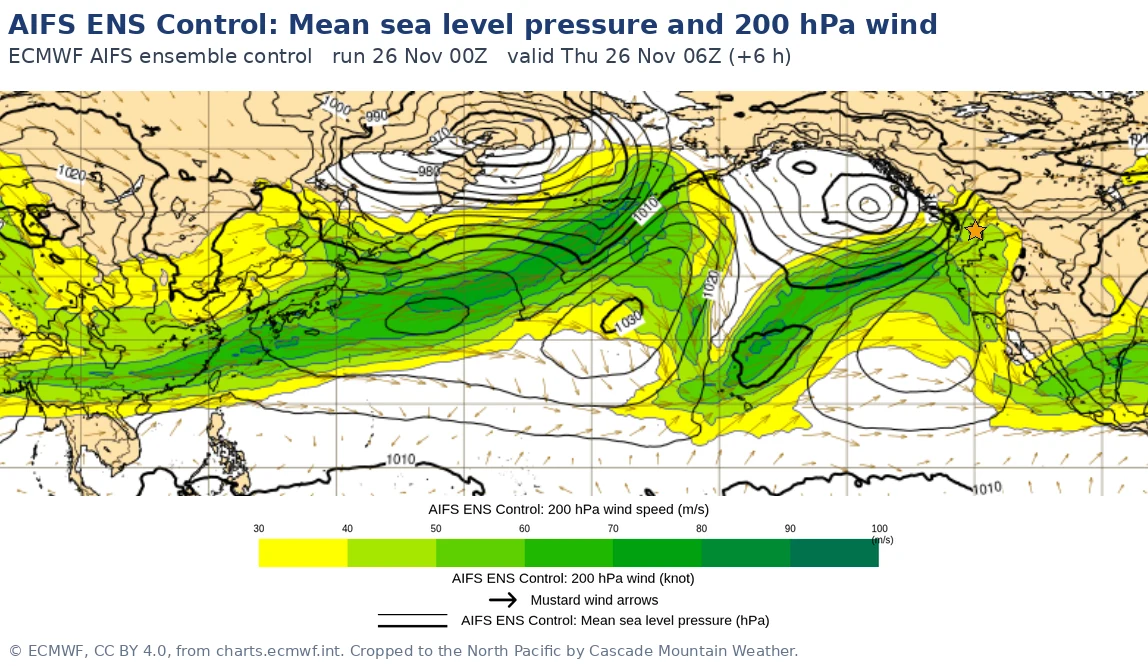 AIFS ENS Control: Mean sea level pressure and 200 hPa wind
ECMWF AIFS ensemble control run 26 Nov 00Z valid Thu 26 Nov 06Z (+6 h)
1000
990
970
980
1020
1010
1020
1030
1010
1010
AIFS ENS Control: 200 hPa wind speed (m/s)
30 40 50 60 70 80 90 100
(m/s)
AIFS ENS Control: 200 hPa wind (knot)
Mustard wind arrows
AIFS ENS Control: Mean sea level pressure (hPa)
© ECMWF, CC BY 4.0, from charts.ecmwf.int. Cropped to the North Pacific by Cascade Mountain Weather.